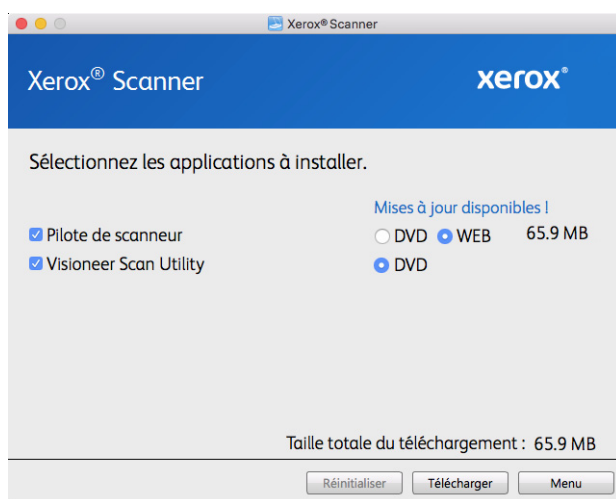 Xerox® Scanner
Xerox® Scanner
xerox®
Sélectionnez les applications à installer.
Mises à jour disponibles !
Pilote de scanneur DVD WEB 65.9 MB
Visioneer Scan Utility DVD
Taille totale du téléchargement : 65.9 MB
Réinitialiser Télécharger Menu